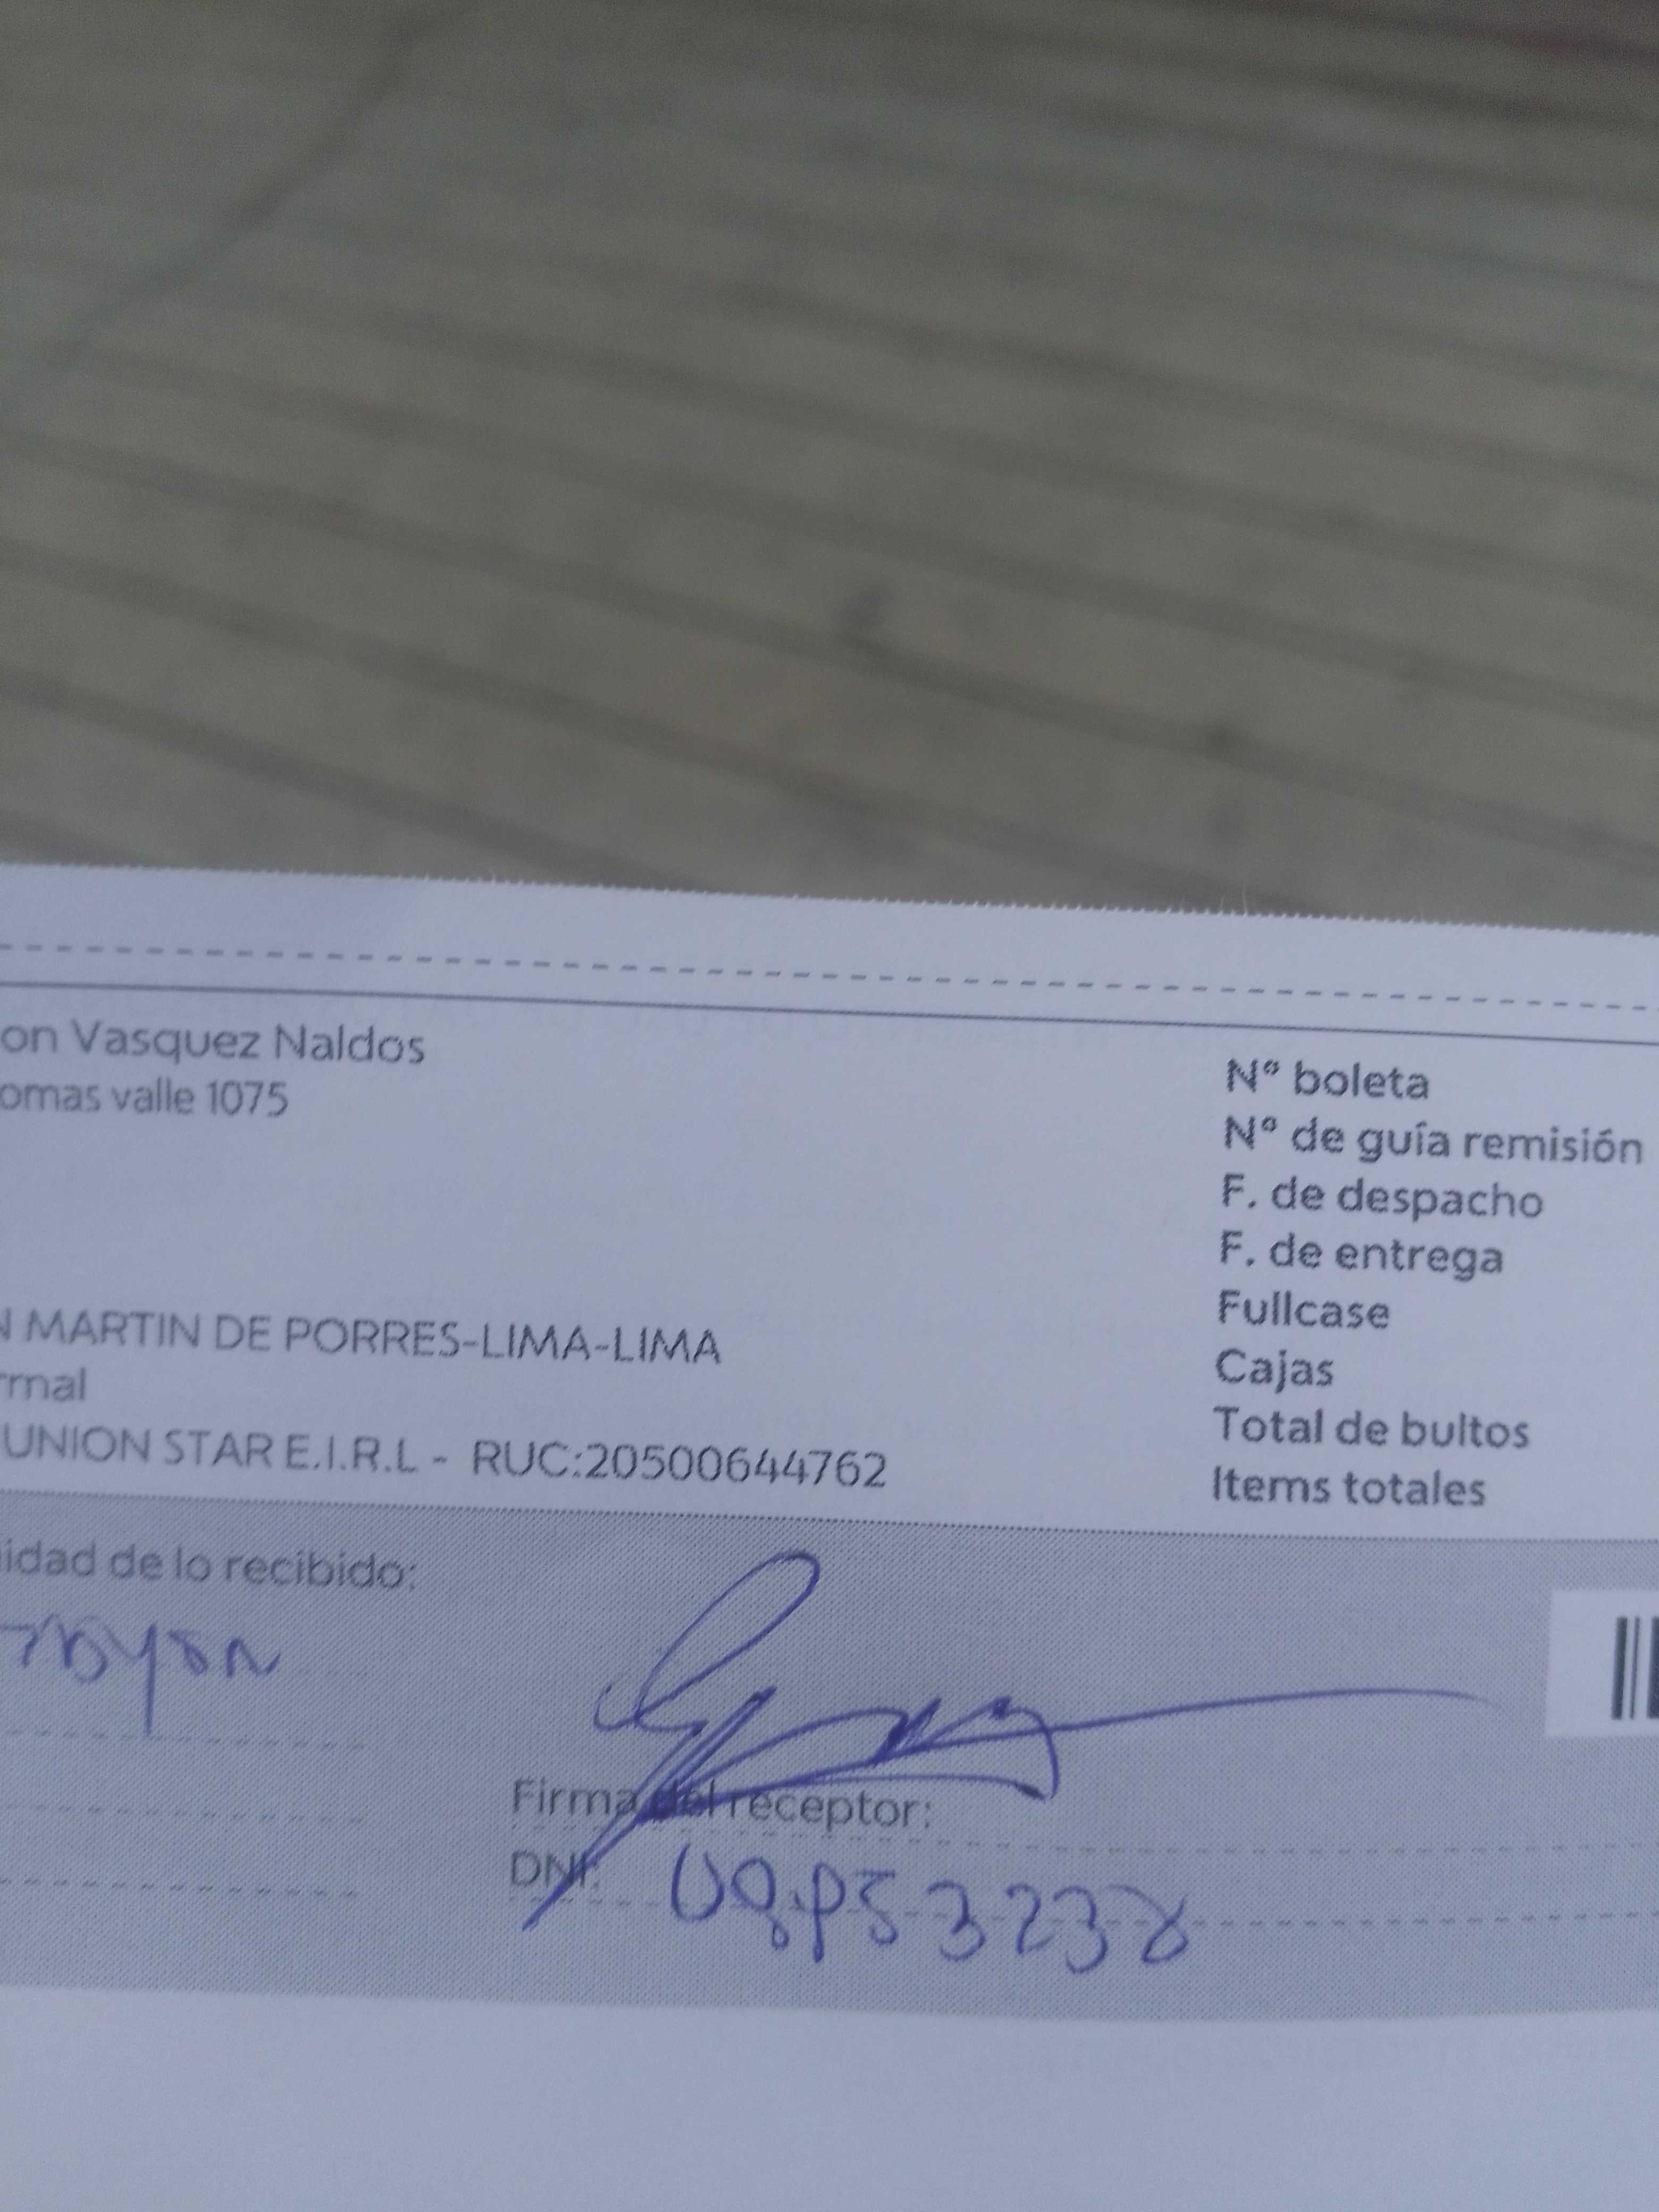 on Vasquez Naldos
omas valle 1075
N MARTIN DE PORRES-LIMA-LIMA
rmal
UNION STAR E.I.R.L - RUC:20500644762
N° boleta
N° de guía remisión
F. de despacho
F. de entrega
Fullcase
Cajas
Total de bultos
Items totales
idad de lo recibido:
Firma del receptor:
DNI: